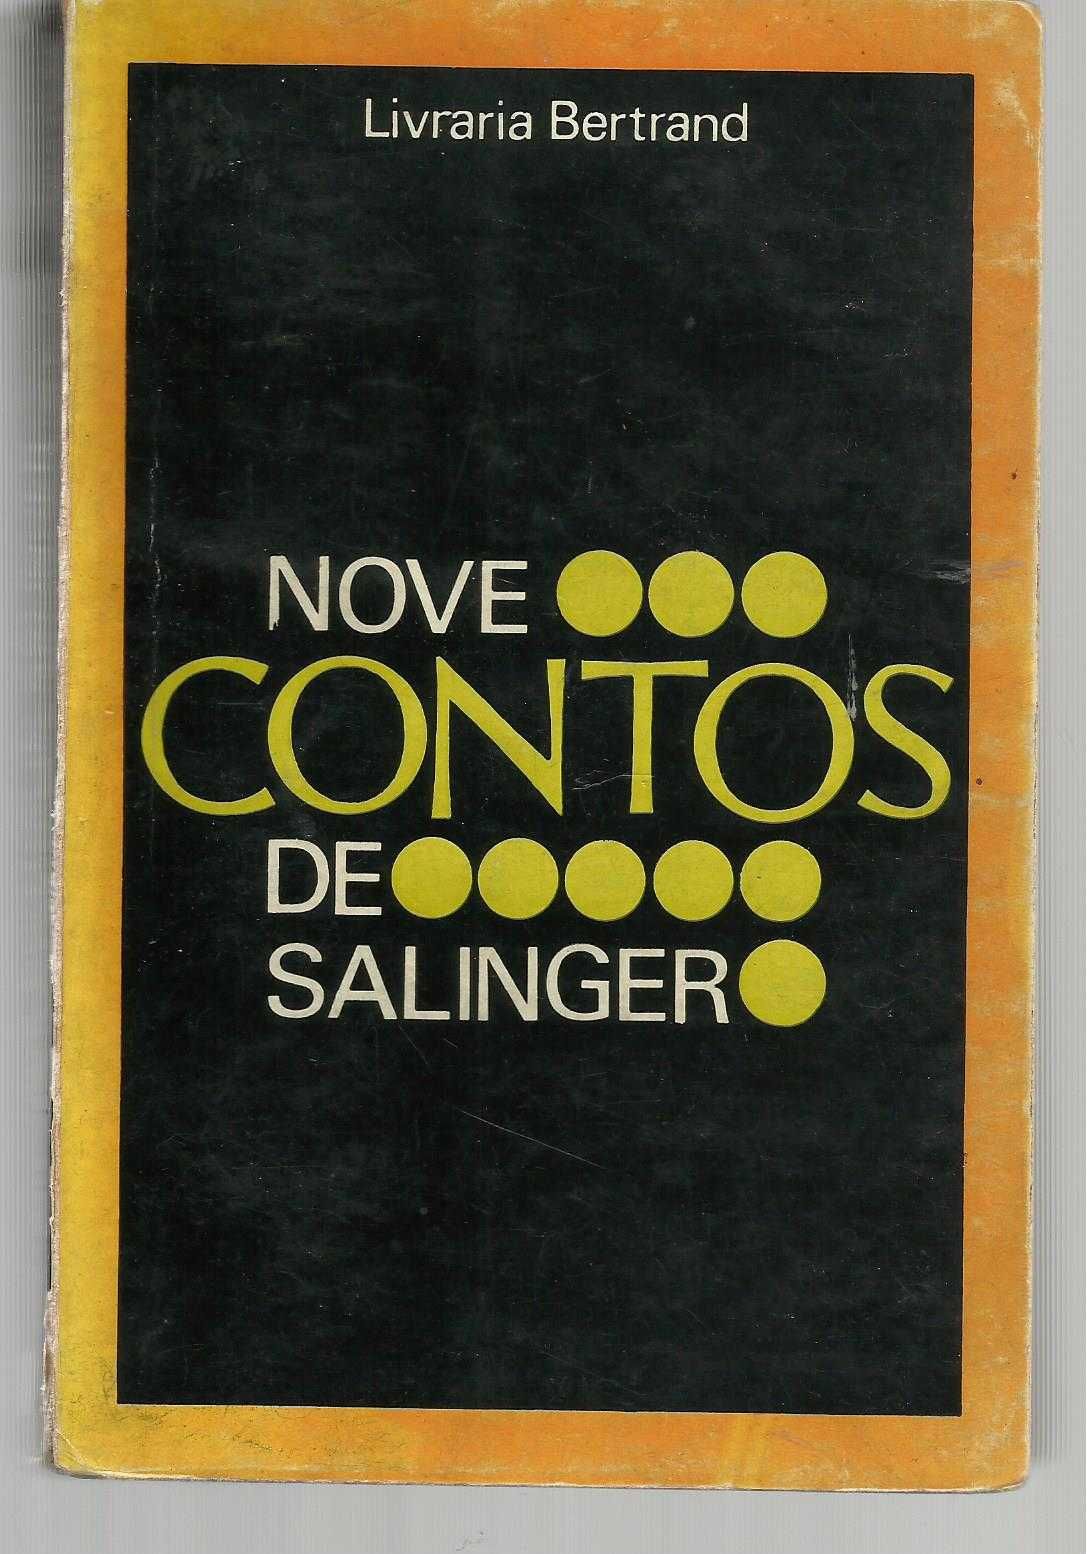 Livraria Bertrand
NOVE
CONTOS
DE
SALINGER